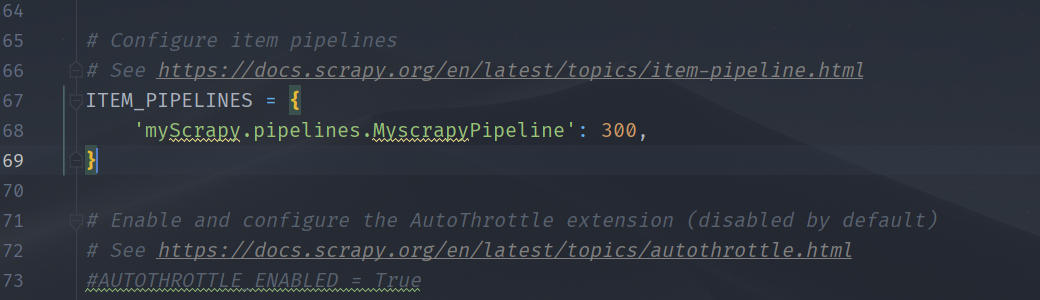 64
65 # Configure item pipelines
66 # See https://docs.scrapy.org/en/latest/topics/item-pipeline.html
67 ITEM_PIPELINES = {
68     'myScrapy.pipelines.MyscrapyPipeline': 300,
69 }
70
71 # Enable and configure the AutoThrottle extension (disabled by default)
72 # See https://docs.scrapy.org/en/latest/topics/autothrottle.html
73 #AUTOTHROTTLE_ENABLED = True